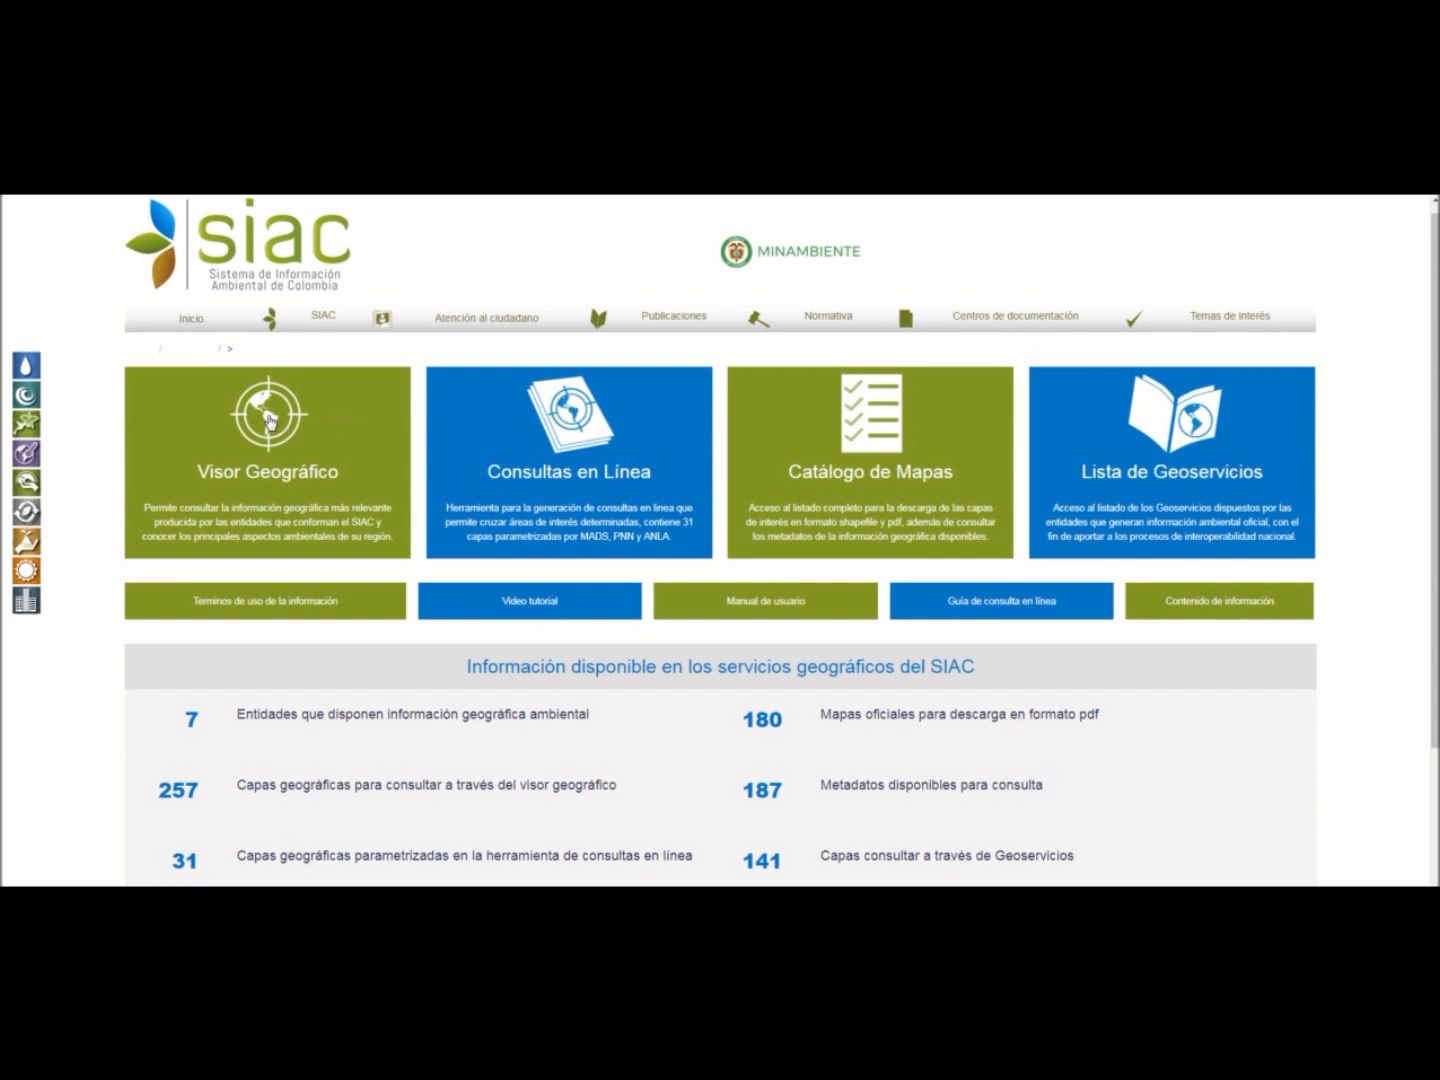 siac
Sistema de Información
Ambiental de Colombia
MINAMBIENTE
Inicio
SIAC
Atención al ciudadano
Publicaciones
Normativa
Centros de documentación
Temas de interés
/ / >
Visor Geográfico
Permite consultar la información geográfica más relevante
producida por las entidades que conforman el SIAC y
conocer los principales aspectos ambientales de su región.
Consultas en Línea
Herramienta para la generación de consultas en linea que
permite cruzar áreas de interés determinadas, contiene 31
capas parametrizadas por MADS, PNN y ANLA.
Catálogo de Mapas
Acceso al listado completo para la descarga de las capas
de interés en formato shapefile y pdf, además de consultar
los metadatos de la información geográfica disponibles.
Lista de Geoservicios
Acceso al listado de los Geoservicios dispuestos por las
entidades que generan información ambiental oficial, con el
fin de aportar a los procesos de interoperabilidad nacional.
Terminos de uso de la información
Video tutorial
Manual de usuario
Guía de consulta en línea
Contenido de información
Información disponible en los servicios geográficos del SIAC
7 Entidades que disponen información geográfica ambiental
180 Mapas oficiales para descarga en formato pdf
257 Capas geográficas para consultar a través del visor geográfico
187 Metadatos disponibles para consulta
31 Capas geográficas parametrizadas en la herramienta de consultas en línea
141 Capas consultar a través de Geoservicios